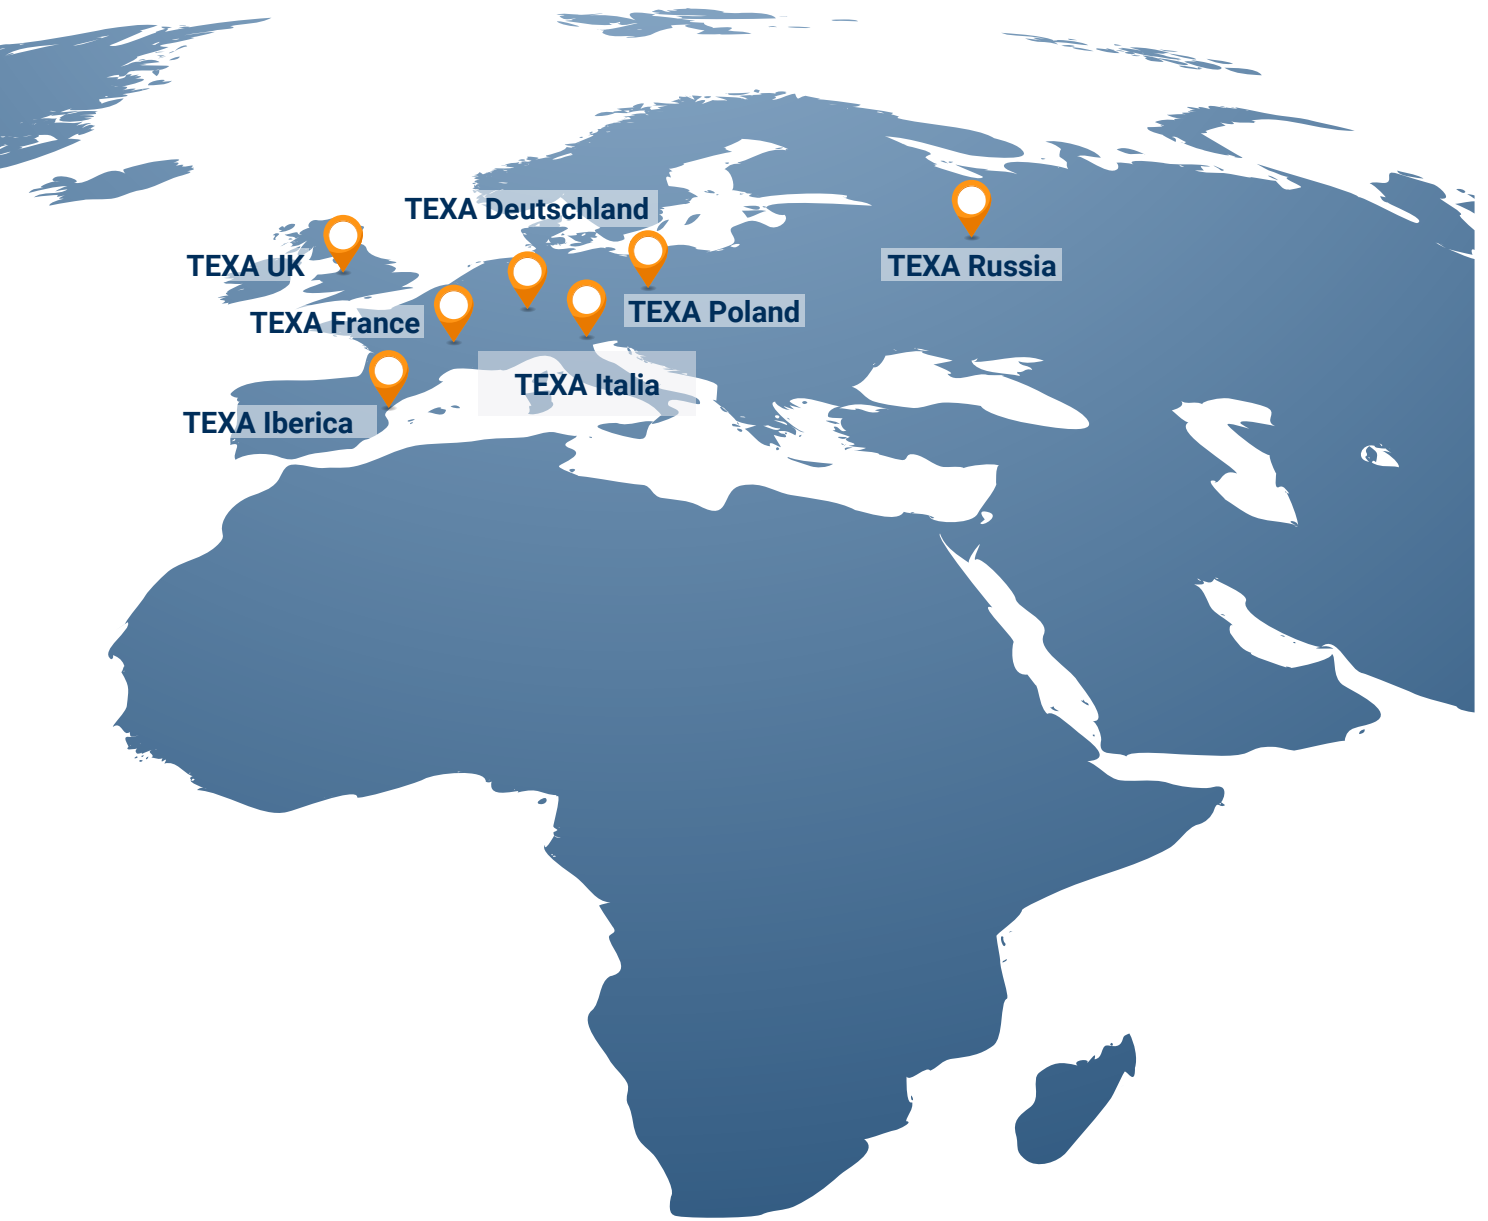 TEXA Deutschland
TEXA UK
TEXA Russia
TEXA Poland
TEXA France
TEXA Italia
TEXA Iberica